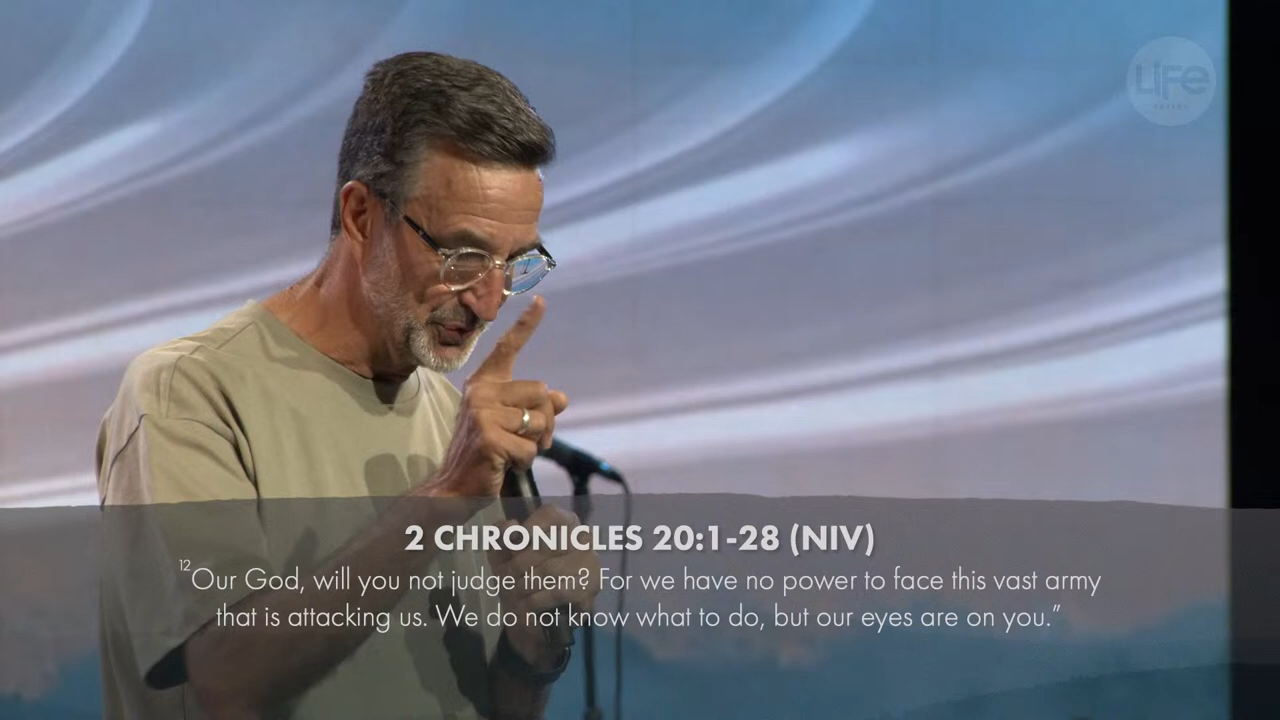 LiFe
2 CHRONICLES 20:1-28 (NIV)
12Our God, will you not judge them? For we have no power to face this vast army
that is attacking us. We do not know what to do, but our eyes are on you.”